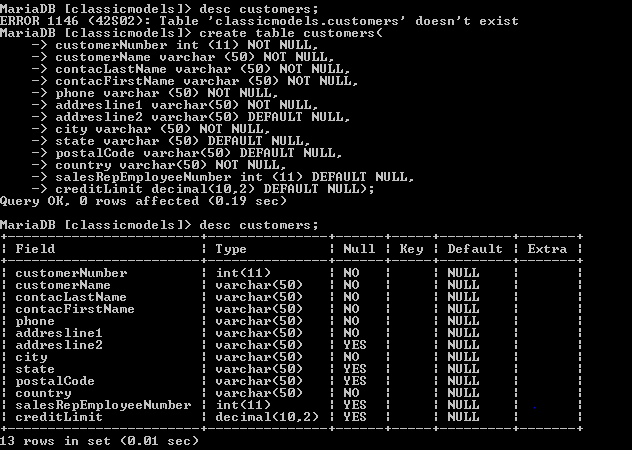 MariaDB [classicmodels]> desc customers;
ERROR 1146 (42S02): Table 'classicmodels.customers' doesn't exist
MariaDB [classicmodels]> create table customers(
    -> customerNumber int (11) NOT NULL,
    -> customerName varchar (50) NOT NULL,
    -> contacLastName varchar (50) NOT NULL,
    -> contacFirstName varchar (50) NOT NULL,
    -> phone varchar (50) NOT NULL,
    -> addresline1 varchar(50) NOT NULL,
    -> addresline2 varchar(50) DEFAULT NULL,
    -> city varchar (50) NOT NULL,
    -> state varchar (50) DEFAULT NULL,
    -> postalCode varchar(50) DEFAULT NULL,
    -> country varchar(50) NOT NULL,
    -> salesRepEmployeeNumber int (11) DEFAULT NULL,
    -> creditLimit decimal(10,2) DEFAULT NULL);
Query OK, 0 rows affected (0.19 sec)
MariaDB [classicmodels]> desc customers;
+------------------------+---------------+------+-----+---------+-------+
| Field                  | Type          | Null | Key | Default | Extra |
+------------------------+---------------+------+-----+---------+-------+
| customerNumber         | int(11)       | NO   |     | NULL    |       |
| customerName           | varchar(50)   | NO   |     | NULL    |       |
| contacLastName         | varchar(50)   | NO   |     | NULL    |       |
| contacFirstName        | varchar(50)   | NO   |     | NULL    |       |
| phone                  | varchar(50)   | NO   |     | NULL    |       |
| addresline1            | varchar(50)   | NO   |     | NULL    |       |
| addresline2            | varchar(50)   | YES  |     | NULL    |       |
| city                   | varchar(50)   | NO   |     | NULL    |       |
| state                  | varchar(50)   | YES  |     | NULL    |       |
| postalCode             | varchar(50)   | YES  |     | NULL    |       |
| country                | varchar(50)   | NO   |     | NULL    |       |
| salesRepEmployeeNumber | int(11)       | YES  |     | NULL    |       |
| creditLimit            | decimal(10,2) | YES  |     | NULL    |       |
+------------------------+---------------+------+-----+---------+-------+
13 rows in set (0.01 sec)